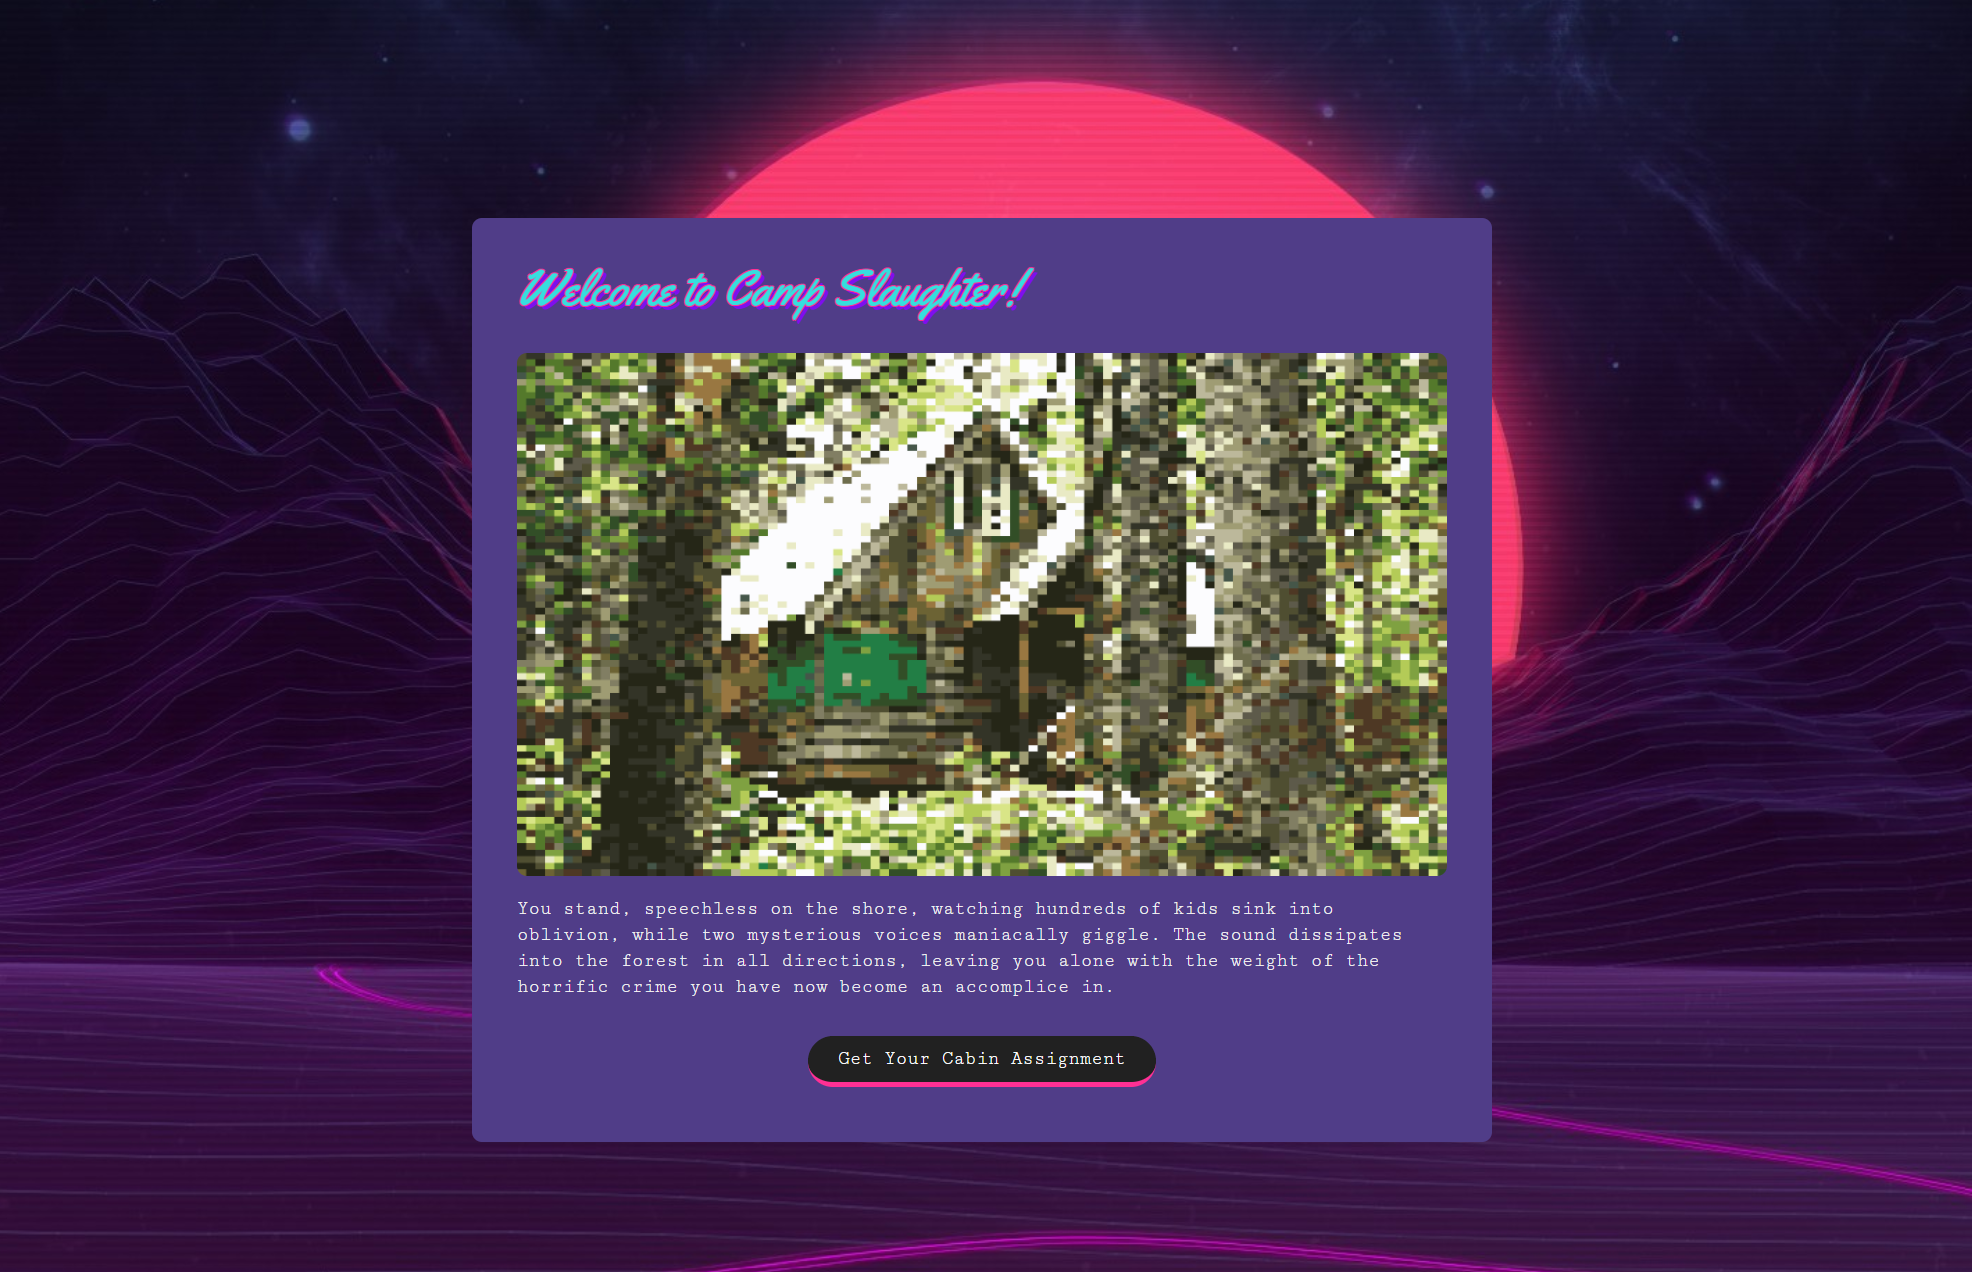 Welcome to Camp Slaughter!
You stand, speechless on the shore, watching hundreds of kids sink into
oblivion, while two mysterious voices maniacally giggle. The sound dissipates
into the forest in all directions, leaving you alone with the weight of the
horrific crime you have now become an accomplice in.
Get Your Cabin Assignment